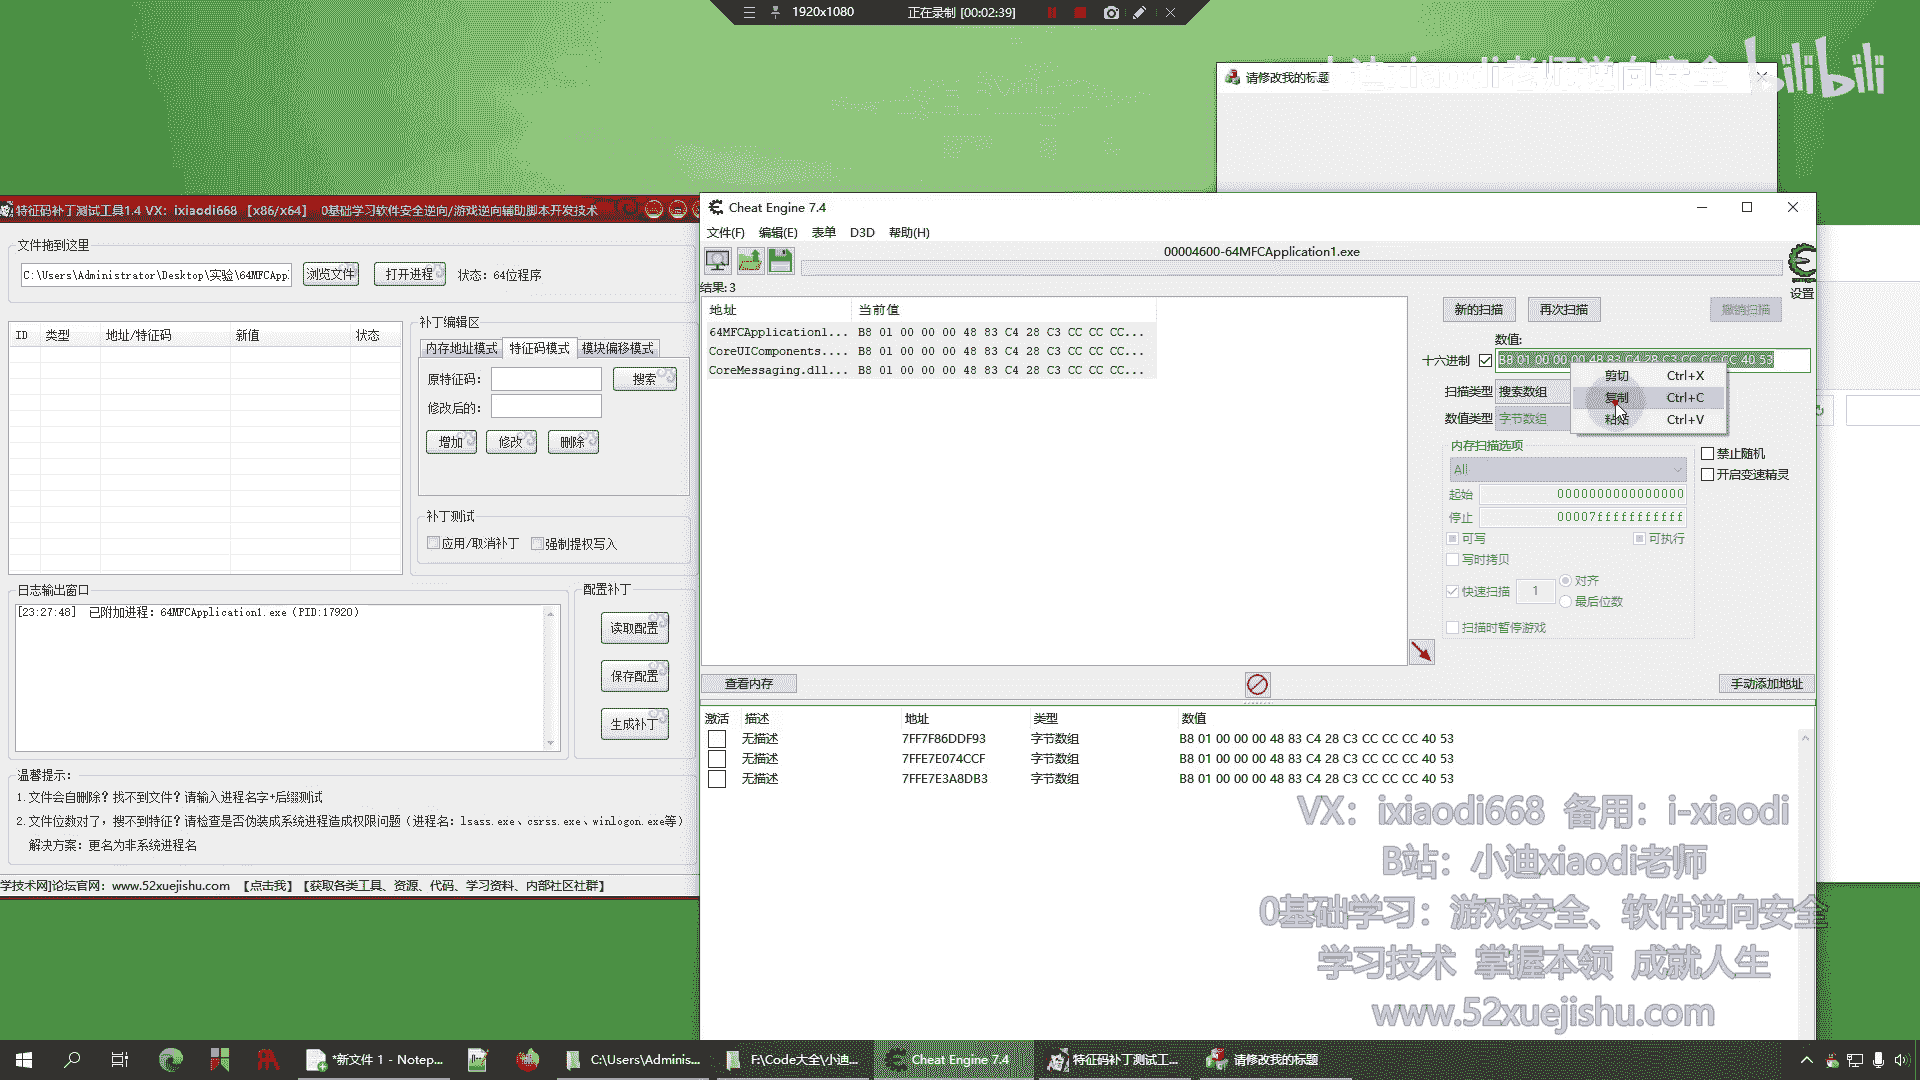 1920x1080
正在录制 [00:02:39]
请修改我的标题
小迪xiaodi老师逆向安全
bilibili
特征码补丁测试工具1.4 VX：ixiaodi668 【x86/x64】 0基础学习软件安全逆向/游戏逆向辅助脚本开发技术
文件拖到这里
C:\Users\Administrator\Desktop\实验\64MFCApp
浏览文件
打开进程
状态：64位程序
ID 类型 地址/特征码 新值 状态
补丁编辑区
内存地址模式 特征码模式 模块偏移模式
原特征码：
搜索
修改后的：
增加 修改 删除
补丁测试
应用/取消补丁 强制提权写入
日志输出窗口
[23:27:48] 已附加进程：64MFCApplication1.exe（PID:17920）
配置补丁
读取配置
保存配置
生成补丁
温馨提示：
1.文件会自删除？找不到文件？请输入进程名字+后缀测试
2.文件位数对了，搜不到特征？请检查是否伪装成系统进程造成权限问题（进程名：lsass.exe、csrss.exe、winlogon.exe等）
解决方案：更名为非系统进程名
学技术网]论坛官网：www.52xuejishu.com 【点击我】【获取各类工具、资源、代码、学习资料、内部社区社群】
Cheat Engine 7.4
文件(F) 编辑(E) 表单 D3D 帮助(H)
00004600-64MFCApplication1.exe
设置
结果:3
地址 当前值
64MFCApplication1... B8 01 00 00 00 48 83 C4 28 C3 CC CC CC...
CoreUIComponents.... B8 01 00 00 00 48 83 C4 28 C3 CC CC CC...
CoreMessaging.dll... B8 01 00 00 00 48 83 C4 28 C3 CC CC CC...
新的扫描 再次扫描 撤销扫描
数值:
十六进制 B8 01 00 00 00 48 83 C4 28 C3 CC CC CC 40 53
剪切 Ctrl+X
复制 Ctrl+C
粘贴 Ctrl+V
扫描类型 搜索数组
数值类型 字节数组
内存扫描选项
All
起始 0000000000000000
停止 00007fffffffffff
可写 可执行
写时拷贝
快速扫描 1 对齐
最后位数
扫描时暂停游戏
禁止随机
开启变速精灵
查看内存
手动添加地址
激活 描述 地址 类型 数值
无描述 7FF7F86DDF93 字节数组 B8 01 00 00 00 48 83 C4 28 C3 CC CC CC 40 53
无描述 7FFE7E074CCF 字节数组 B8 01 00 00 00 48 83 C4 28 C3 CC CC CC 40 53
无描述 7FFE7E3A8DB3 字节数组 B8 01 00 00 00 48 83 C4 28 C3 CC CC CC 40 53
VX：ixiaodi668 备用：i-xiaodi
B站：小迪xiaodi老师
0基础学习：游戏安全、软件逆向安全
学习技术 掌握本领 成就人生
www.52xuejishu.com
*新文件 1 - Notep...
C:\Users\Adminis...
F:\Code大全\小迪...
Cheat Engine 7.4
特征码补丁测试工...
请修改我的标题